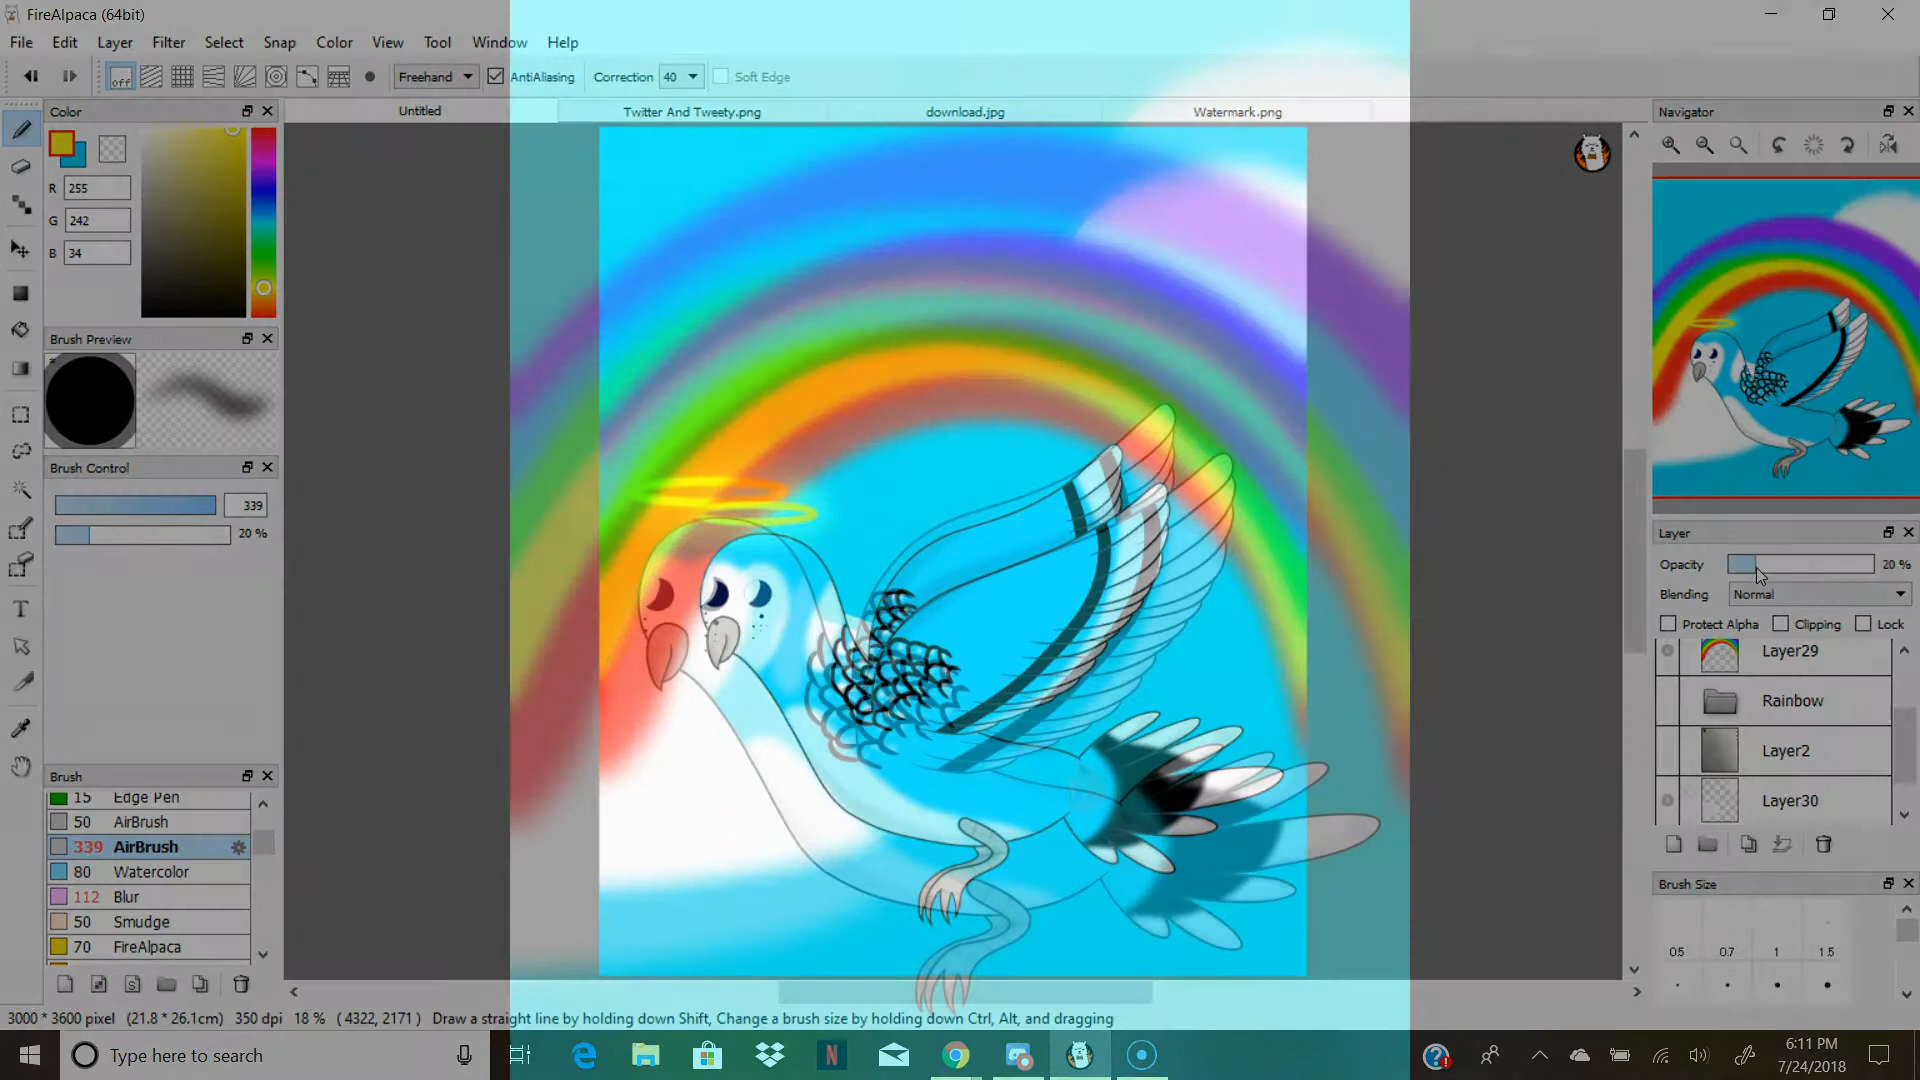 FireAlpaca (64bit)
File Edit Layer Filter Select Snap Color View Tool Window Help
off Freehand AntiAliasing Correction 40 Soft Edge
Color Untitled Twitter And Tweety.png download.jpg Watermark.png Navigator
R 255
G 242
B 34
Brush Preview
Brush Control
339
20 %
Layer
Opacity 20 %
Blending Normal
Protect Alpha Clipping Lock
Layer29
Rainbow
Layer2
Layer30
Brush
15 Edge Pen
50 AirBrush
339 AirBrush
80 Watercolor
112 Blur
50 Smudge
70 FireAlpaca
Brush Size
0.5 0.7 1 1.5
3000 * 3600 pixel (21.8 * 26.1cm) 350 dpi 18 % ( 4322, 2171 ) Draw a straight line by holding down Shift, Change a brush size by holding down Ctrl, Alt, and dragging
Type here to search
6:11 PM
7/24/2018